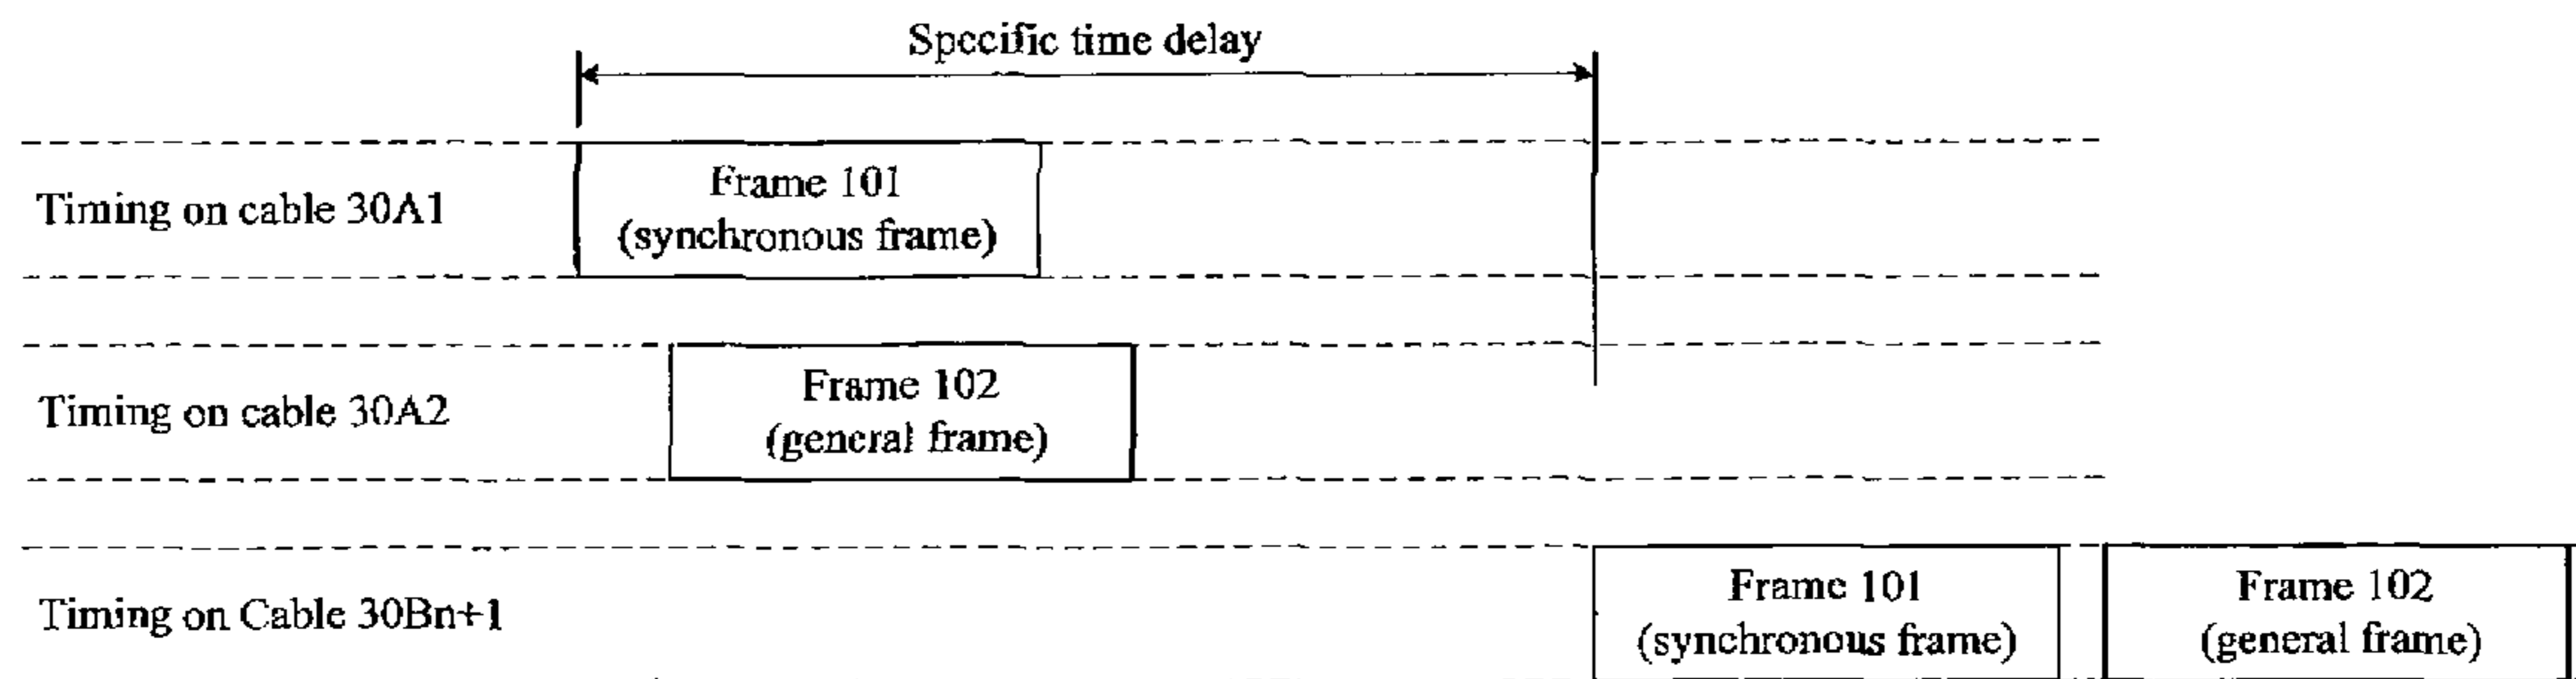 Specific time delay
Timing on cable 30A1
Frame 101
(synchronous frame)
Timing on cable 30A2
Frame 102
(general frame)
Timing on Cable 30Bn+1
Frame 101
(synchronous frame)
Frame 102
(general frame)